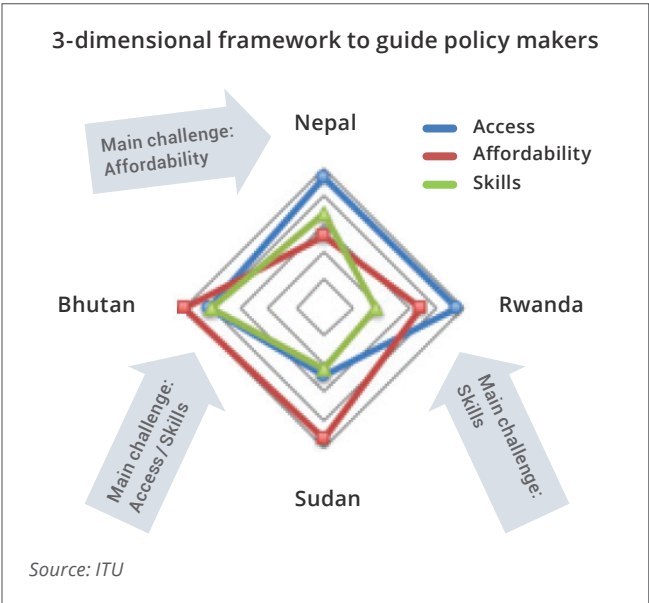 3-dimensional framework to guide policy makers
Main challenge:
Affordability
Nepal
Access
Affordability
Skills
Bhutan
Rwanda
Main challenge:
Access / Skills
Main challenge:
Skills
Sudan
Source: ITU